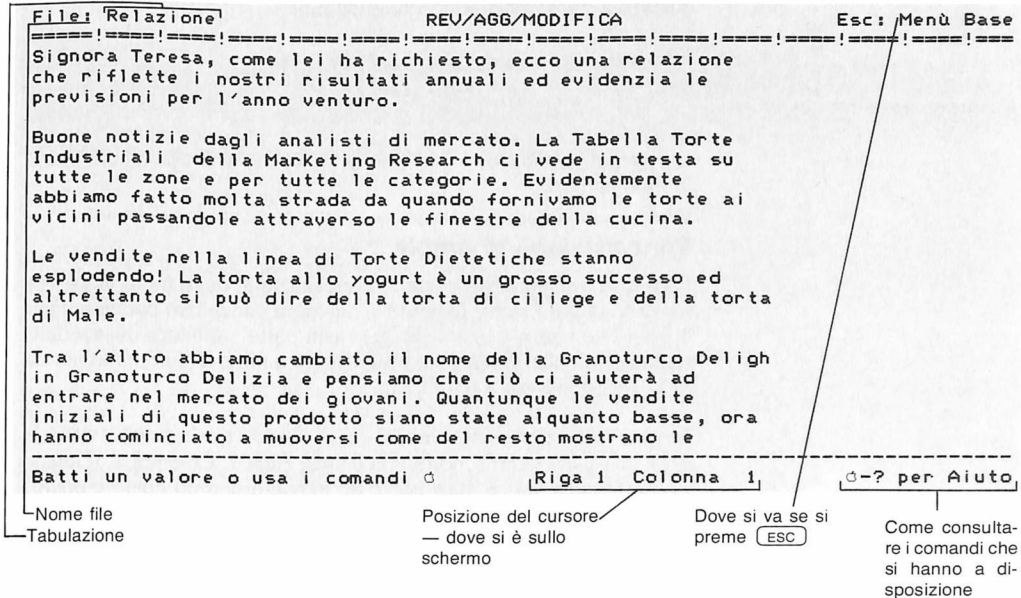 File: Relazione REV/AGG/MODIFICA Esc: Menù Base
=====!====!====!====!====!====!====!====!====!====!====!====!====!====!====!====
Signora Teresa, come lei ha richiesto, ecco una relazione
che riflette i nostri risultati annuali ed evidenzia le
previsioni per l'anno venturo.
Buone notizie dagli analisti di mercato. La Tabella Torte
Industriali della Marketing Research ci vede in testa su
tutte le zone e per tutte le categorie. Evidentemente
abbiamo fatto molta strada da quando fornivamo le torte ai
vicini passandole attraverso le finestre della cucina.
Le vendite nella linea di Torte Dietetiche stanno
esplodendo! La torta allo yogurt è un grosso successo ed
altrettanto si può dire della torta di ciliege e della torta
di Male.
Tra l'altro abbiamo cambiato il nome della Granoturco Deligh
in Granoturco Delizia e pensiamo che ciò ci aiuterà ad
entrare nel mercato dei giovani. Quantunque le vendite
iniziali di questo prodotto siano state alquanto basse, ora
hanno cominciato a muoversi come del resto mostrano le
--------------------------------------------------------------------------------
Batti un valore o usa i comandi Riga 1 Colonna 1 -? per Aiuto
Nome file
Tabulazione
Posizione del cursore
— dove si è sullo
schermo
Dove si va se si
preme ESC
Come consulta-
re i comandi che
si hanno a di-
sposizione